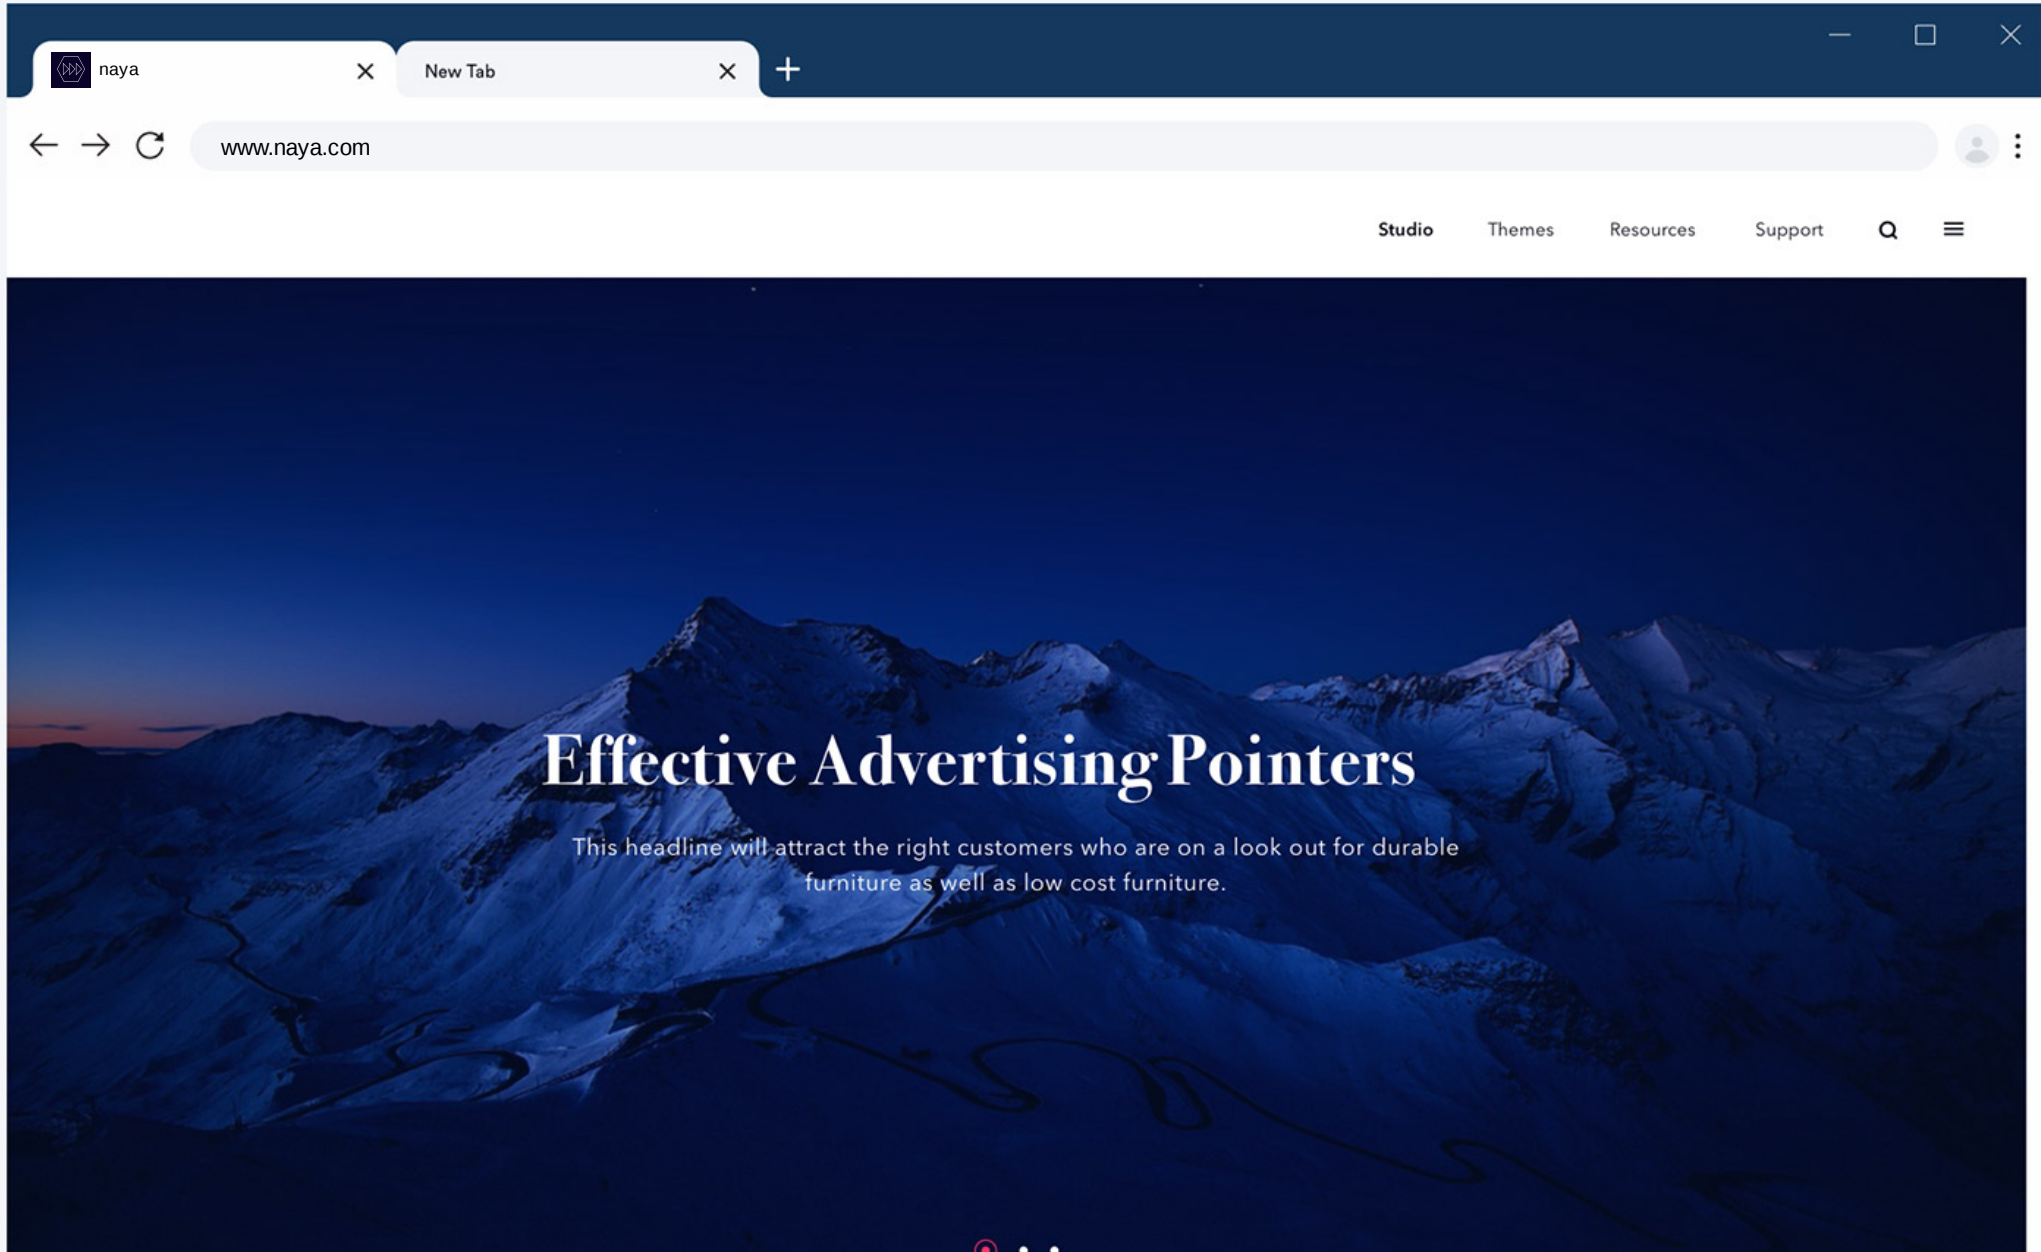 naya
New Tab
www.naya.com
Studio Themes Resources Support
Effective Advertising Pointers
This headline will attract the right customers who are on a look out for durable
furniture as well as low cost furniture.